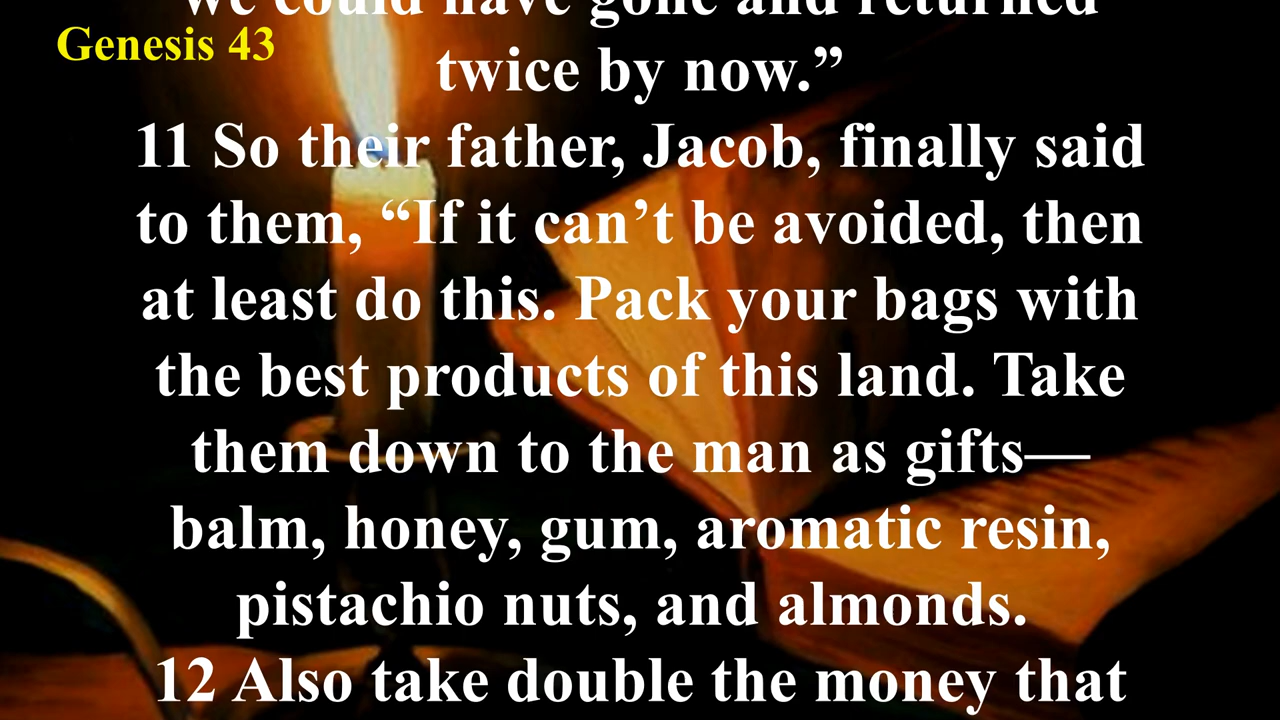 we could have gone and returned
Genesis 43
twice by now.”
11 So their father, Jacob, finally said
to them, “If it can’t be avoided, then
at least do this. Pack your bags with
the best products of this land. Take
them down to the man as gifts—
balm, honey, gum, aromatic resin,
pistachio nuts, and almonds.
12 Also take double the money that